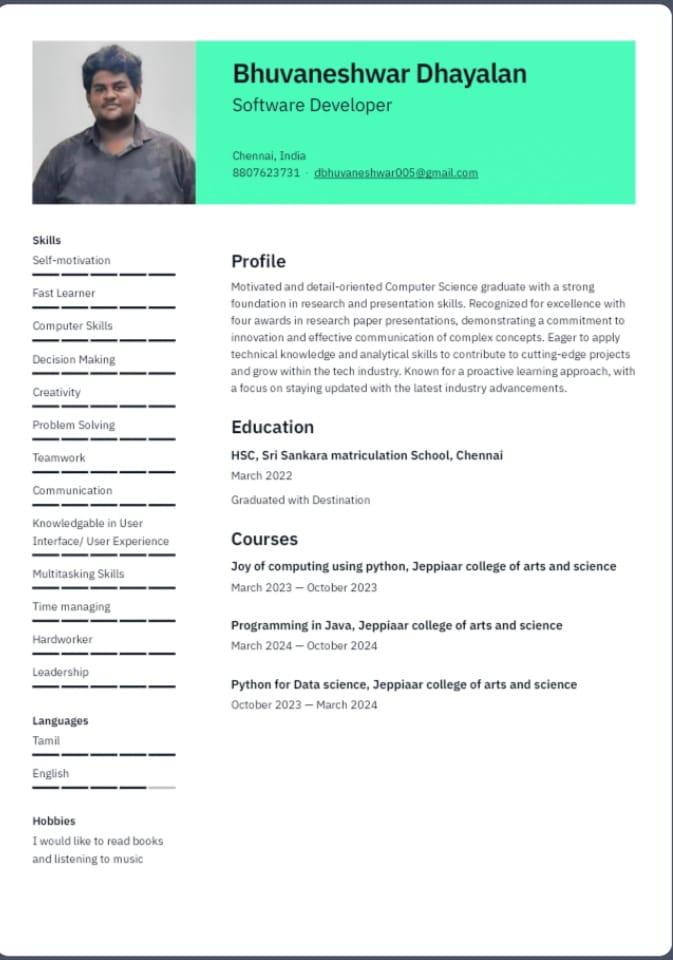 Bhuvaneshwar Dhayalan
Software Developer
Chennai, India
8807623731 · dbhuvaneshwar005@gmail.com
Skills
Self-motivation
Fast Learner
Computer Skills
Decision Making
Creativity
Problem Solving
Teamwork
Communication
Knowledgable in User
Interface/ User Experience
Multitasking Skills
Time managing
Hardworker
Leadership
Languages
Tamil
English
Hobbies
I would like to read books
and listening to music
Profile
Motivated and detail-oriented Computer Science graduate with a strong
foundation in research and presentation skills. Recognized for excellence with
four awards in research paper presentations, demonstrating a commitment to
innovation and effective communication of complex concepts. Eager to apply
technical knowledge and analytical skills to contribute to cutting-edge projects
and grow within the tech industry. Known for a proactive learning approach, with
a focus on staying updated with the latest industry advancements.
Education
HSC, Sri Sankara matriculation School, Chennai
March 2022
Graduated with Destination
Courses
Joy of computing using python, Jeppiaar college of arts and science
March 2023 — October 2023
Programming in Java, Jeppiaar college of arts and science
March 2024 — October 2024
Python for Data science, Jeppiaar college of arts and science
October 2023 — March 2024